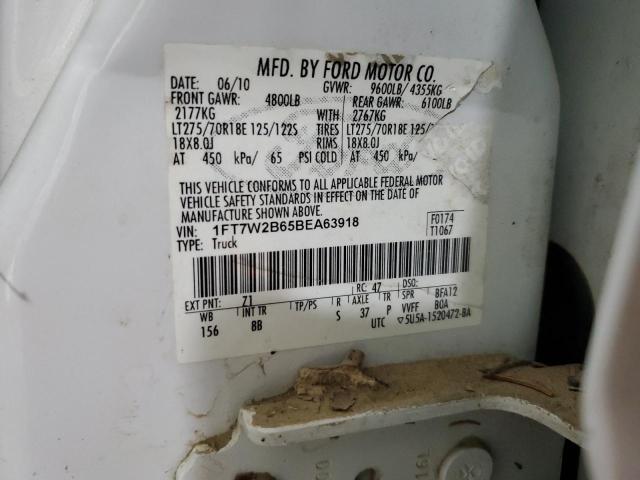 MFD. BY FORD MOTOR CO.
DATE: 06/10 GVWR: 9600LB/ 4355KG
FRONT GAWR: 4800LB REAR GAWR: 6100LB
2177KG WITH 2767KG
LT275/70R18E 125/122S TIRES LT275/70R18E 125/
18X8.0J RIMS 18X8.0J
AT 450 kPa/ 65 PSI COLD AT 450 kPa/
THIS VEHICLE CONFORMS TO ALL APPLICABLE FEDERAL MOTOR
VEHICLE SAFETY STANDARDS IN EFFECT ON THE DATE OF
MANUFACTURE SHOWN ABOVE.
VIN: 1FT7W2B65BEA63918 F0174
TYPE: Truck T1067
EXT PNT: Z1 RC: 47 DSO:
WB INT TR TP/PS R AXLE TR SPR BFA12
156 8B S 37 P VVFF BOA
UTC ▽5U5A-1520472-BA